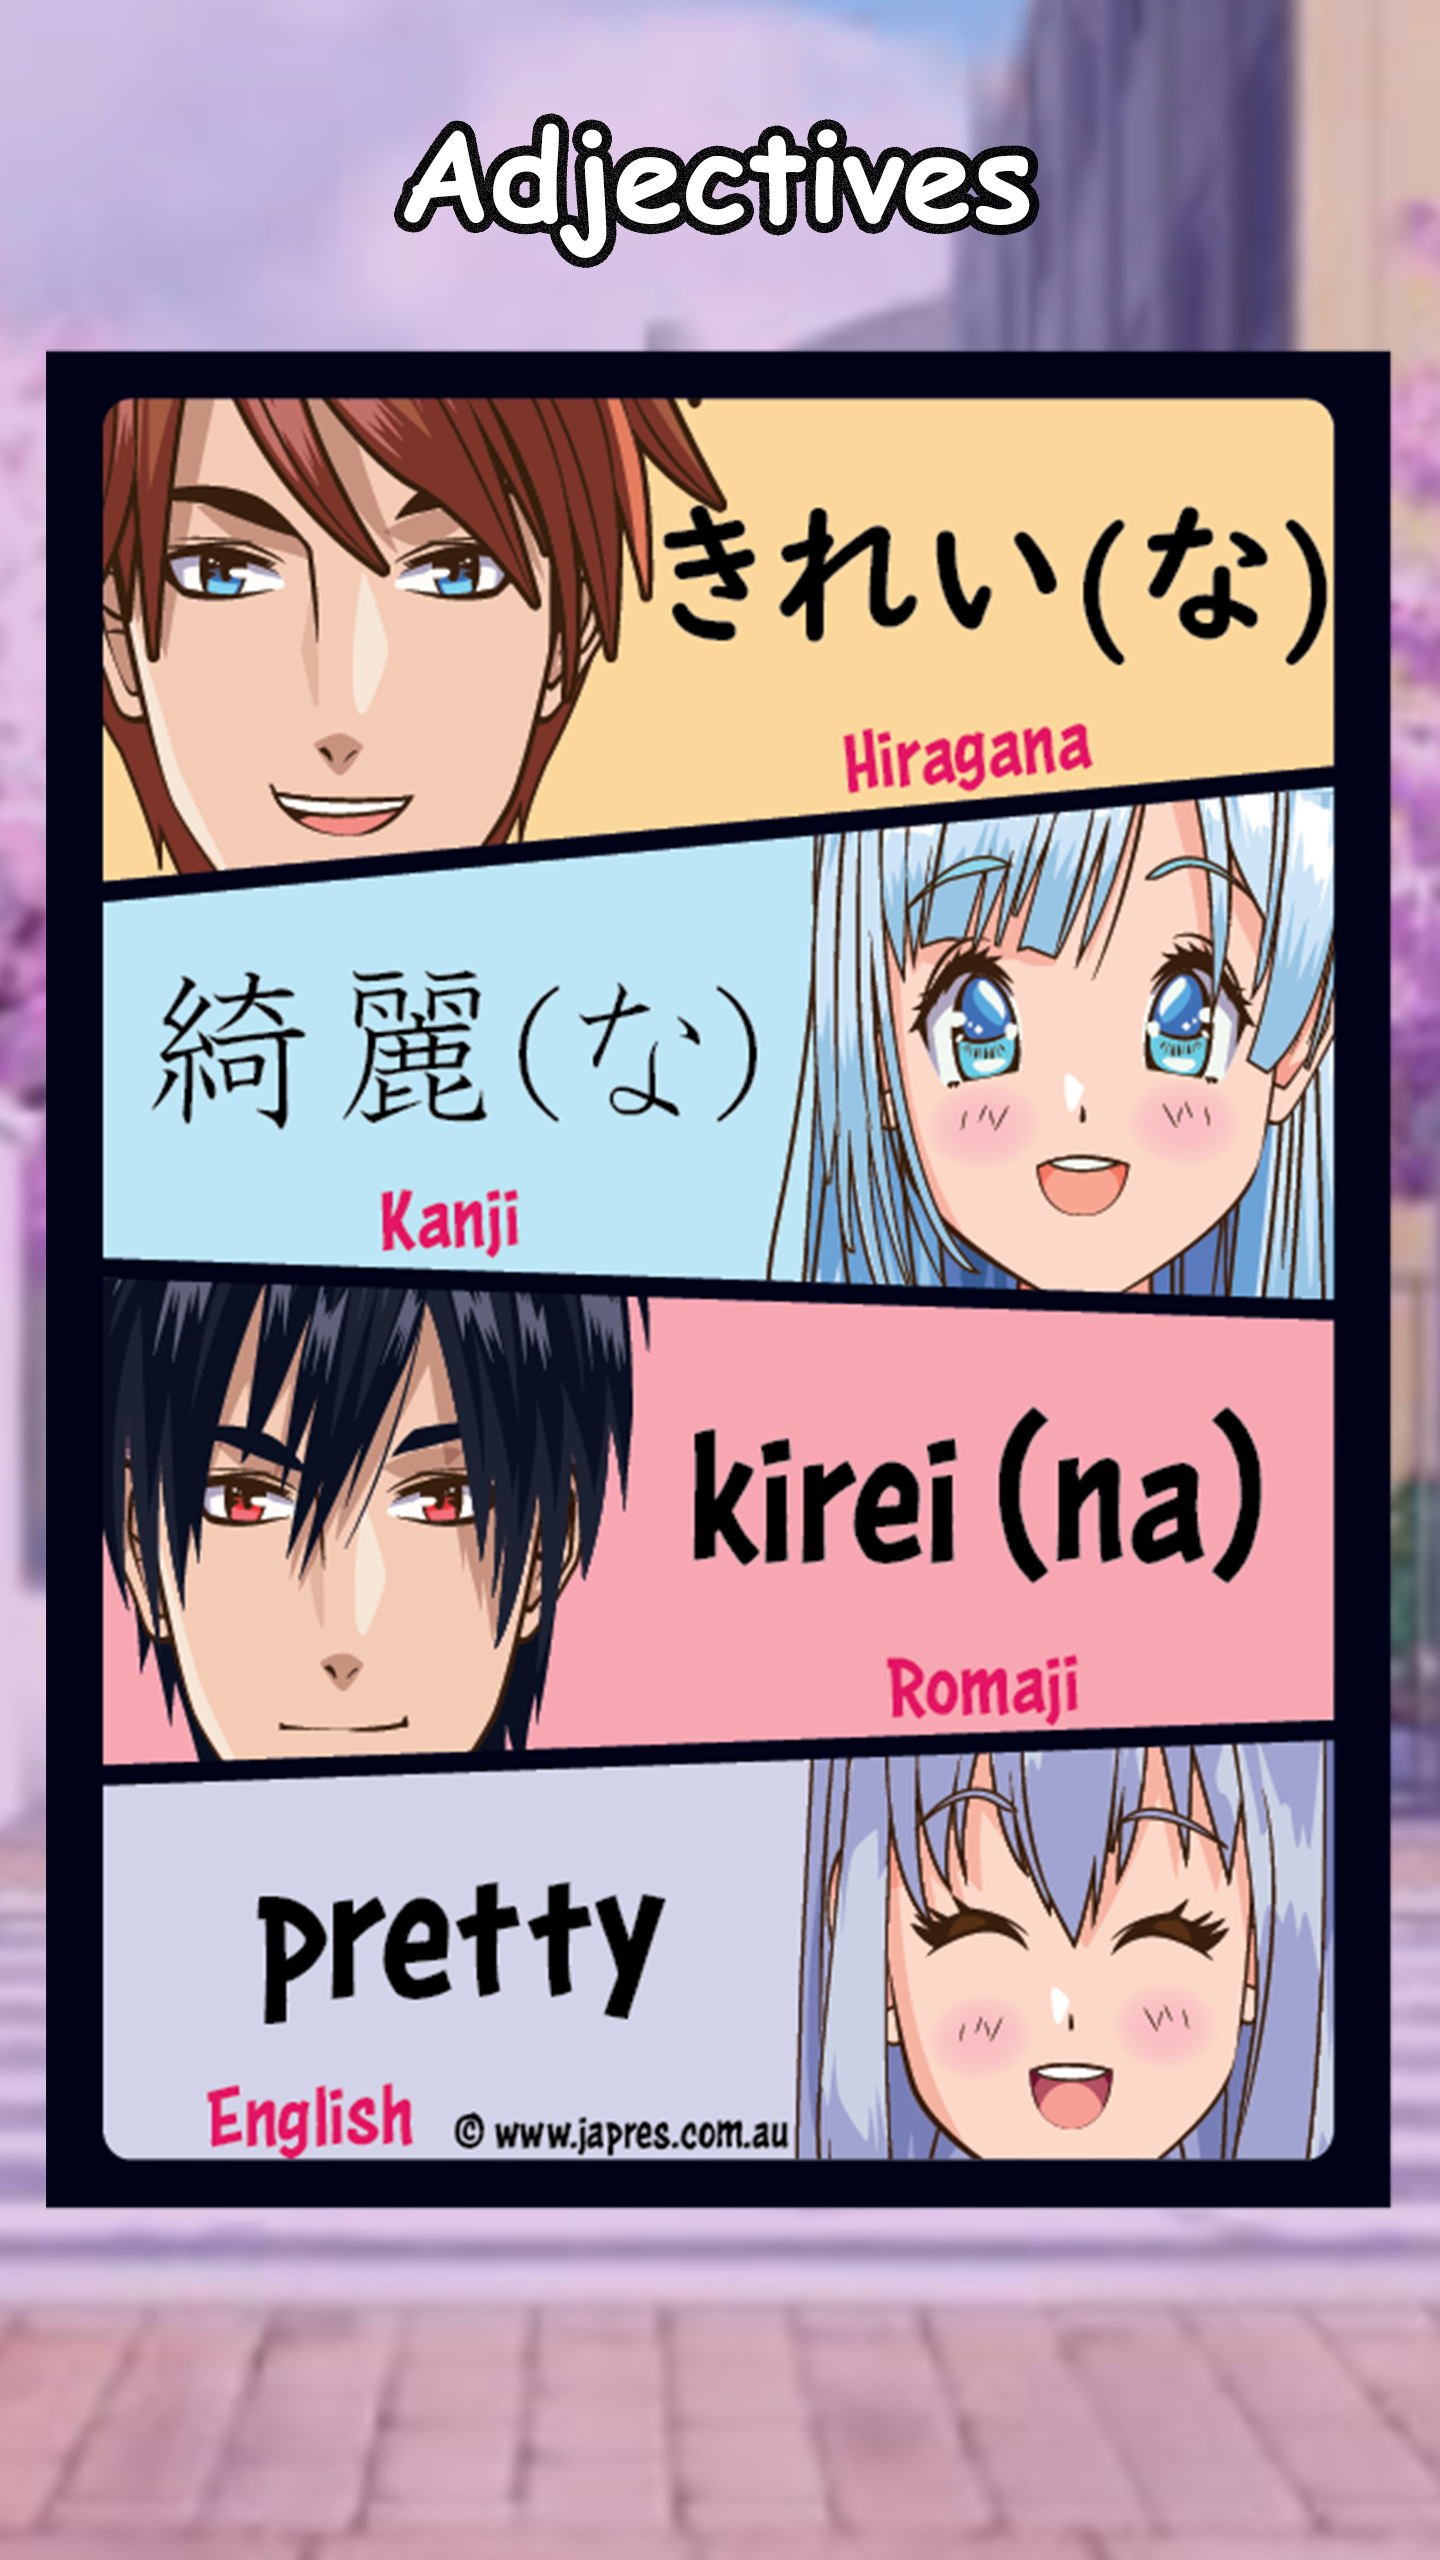 Adjectives
きれい(な)
Hiragana
綺麗(な)
Kanji
kirei (na)
Romaji
pretty
English
© www.japres.com.au